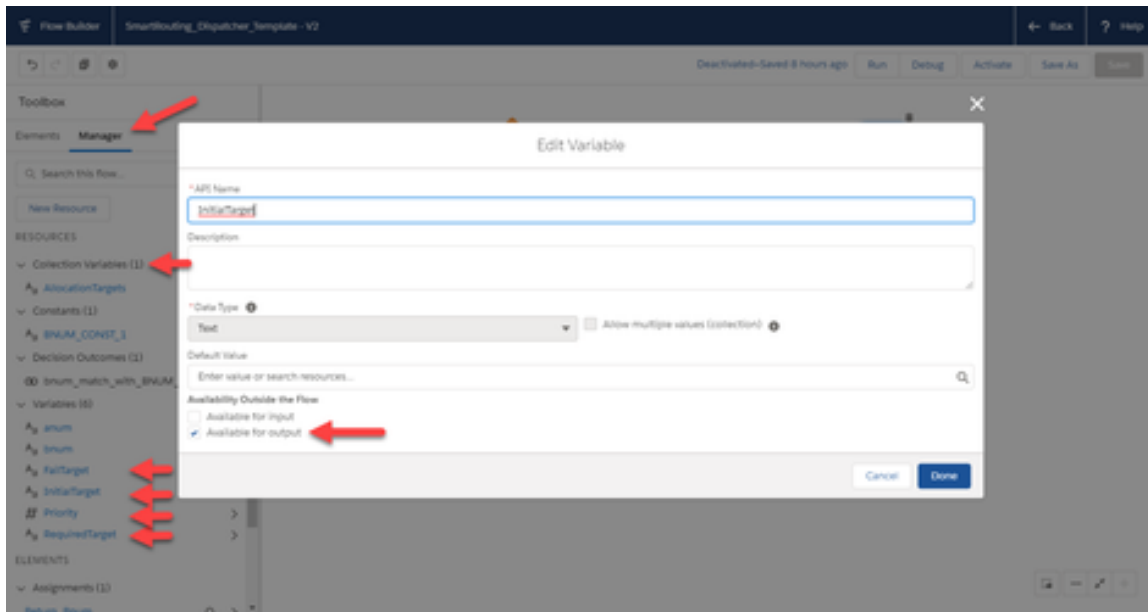 Flow Builder
SmartRouting_Dispatcher_Template - V2
Back
? Help
Deactivated–Saved 8 hours ago
Run
Debug
Activate
Save As
Save
Toolbox
Elements
Manager
Search this flow...
New Resource
RESOURCES
Collection Variables (1)
AllocationTargets
Constants (1)
BNUM_CONST_1
Decision Outcomes (1)
bnum_match_with_BNUM_
Variables (6)
anum
bnum
FailTarget
InitialTarget
Priority
RequiredTarget
ELEMENTS
Assignments (1)
Edit Variable
*API Name
InitialTarget
Description
*Data Type
Text
Allow multiple values (collection)
Default Value
Enter value or search resources...
Availability Outside the Flow
Available for input
Available for output
Cancel
Done